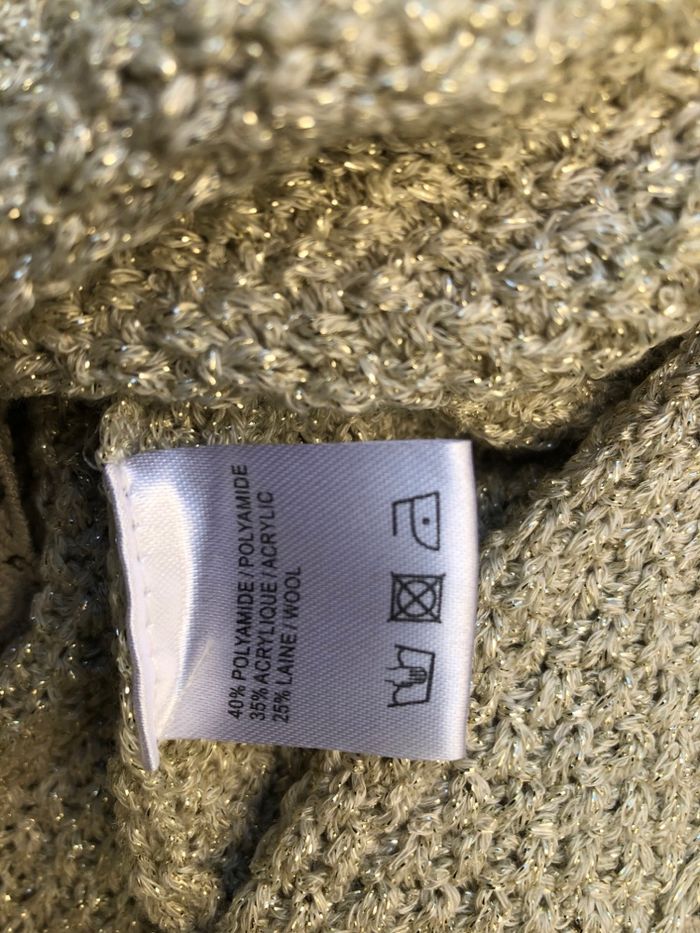 40% POLYAMIDE / POLYAMIDE
35% ACRYLIQUE / ACRYLIC
25% LAINE / WOOL